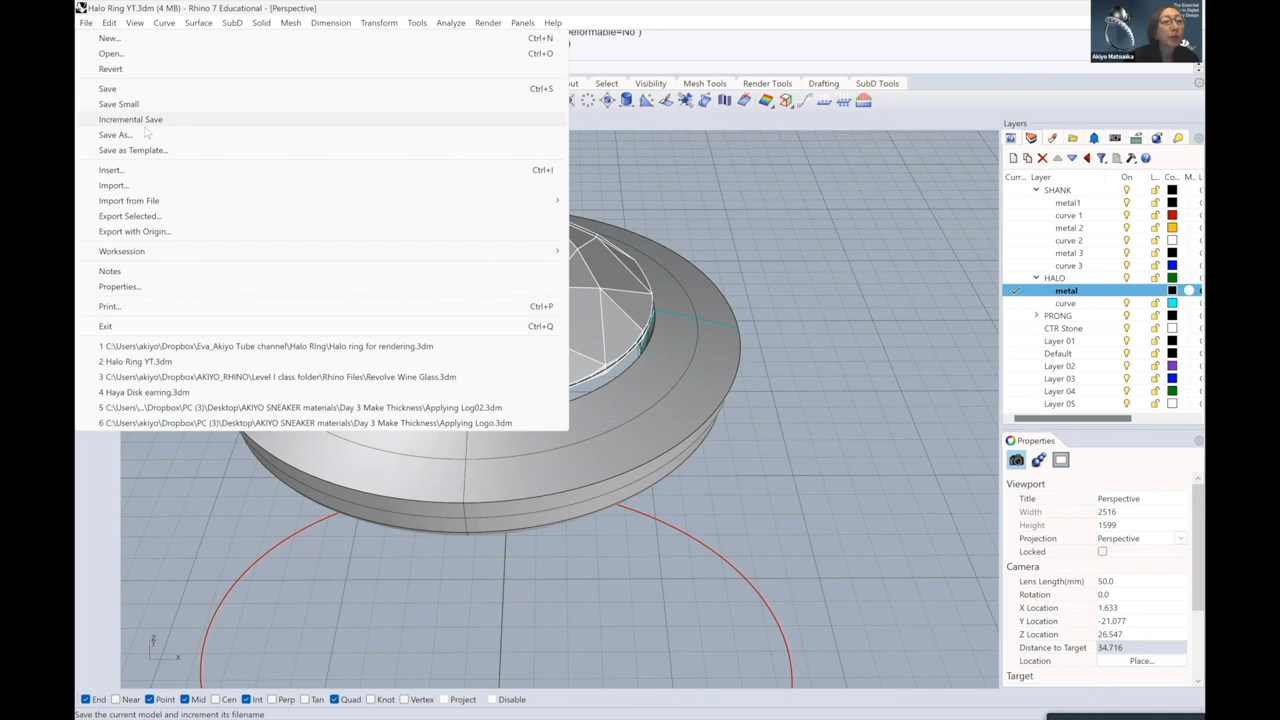 Halo Ring YT.3dm (4 MB) - Rhino 7 Educational - [Perspective]
File Edit View Curve Surface SubD Solid Mesh Dimension Transform Tools Analyze Render Panels Help
The Essential
to Digital
y Design
Akiyo Matsuoka
New... Ctrl+N
eformable=No )
Open... Ctrl+O
Revert
Save Ctrl+S
out Select Visibility Mesh Tools Render Tools Drafting SubD Tools
Save Small
Incremental Save
Save As...
Save as Template...
Insert... Ctrl+I
Import...
Import from File
Export Selected...
Export with Origin...
Worksession
Notes
Properties...
Print... Ctrl+P
Exit Ctrl+Q
1 C:\Users\akiyo\Dropbox\Eva_Akiyo Tube channel\Halo RIng\Halo ring for rendering.3dm
2 Halo Ring YT.3dm
3 C:\Users\akiyo\Dropbox\AKIYO_RHINO\Level I class folder\Rhino Files\Revolve Wine Glass.3dm
4 Haya Disk earring.3dm
5 C:\Users\...\Dropbox\PC (3)\Desktop\AKIYO SNEAKER materials\Day 3 Make Thickness\Applying Log02.3dm
6 C:\Users\akiyo\Dropbox\PC (3)\Desktop\AKIYO SNEAKER materials\Day 3 Make Thickness\Applying Logo.3dm
Layers
Curr... Layer On L... Co... M... L
SHANK
metal1
curve 1
metal 2
curve 2
metal 3
curve 3
HALO
metal
curve
PRONG
CTR Stone
Layer 01
Default
Layer 02
Layer 03
Layer 04
Layer 05
Properties
Viewport
Title Perspective
Width 2516
Height 1599
Projection Perspective
Locked
Camera
Lens Length(mm) 50.0
Rotation 0.0
X Location 1.633
Y Location -21.077
Z Location 26.547
Distance to Target 34.716
Location Place...
Target
z
y
x
End Near Point Mid Cen Int Perp Tan Quad Knot Vertex Project Disable
Save the current model and increment its filename